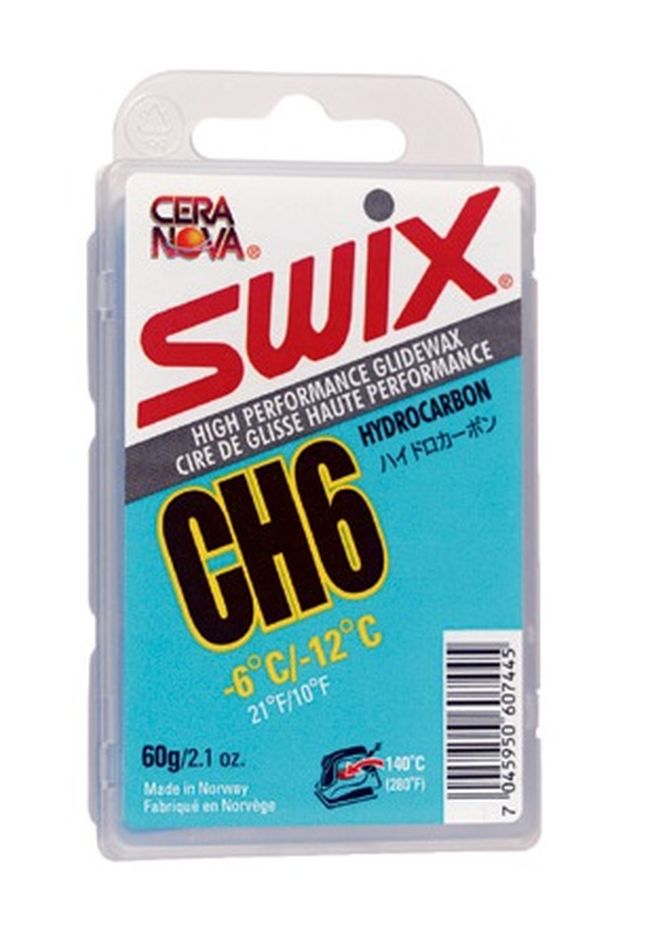 CERA
NOVA®
SWIX®
HIGH PERFORMANCE GLIDEWAX
CIRE DE GLISSE HAUTE PERFORMANCE
HYDROCARBON
ハイドロカーボン
CH6
-6°C/-12°C
21°F/10°F
60g/2.1 oz.
140°C
(280°F)
Made in Norway
Fabriqué en Norvège
7 045950 607445